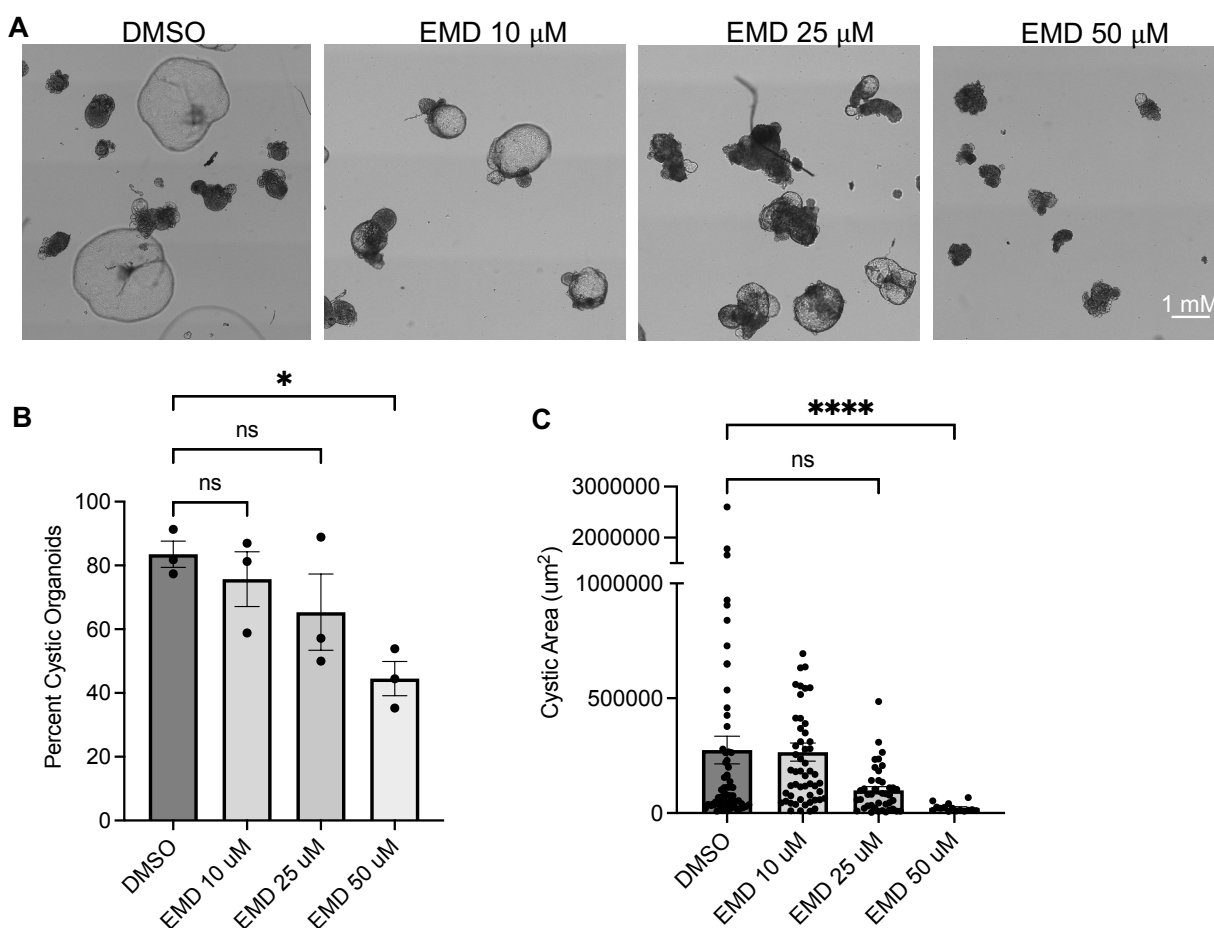 A
DMSO
EMD 10 μM
EMD 25 μM
EMD 50 μM
1 mM
B
*
ns
ns
Percent Cystic Organoids
100
80
60
40
20
0
DMSO
EMD 10 uM
EMD 25 uM
EMD 50 uM
C
****
ns
Cystic Area (um²)
3000000
2000000
1000000
500000
0
DMSO
EMD 10 uM
EMD 25 uM
EMD 50 uM